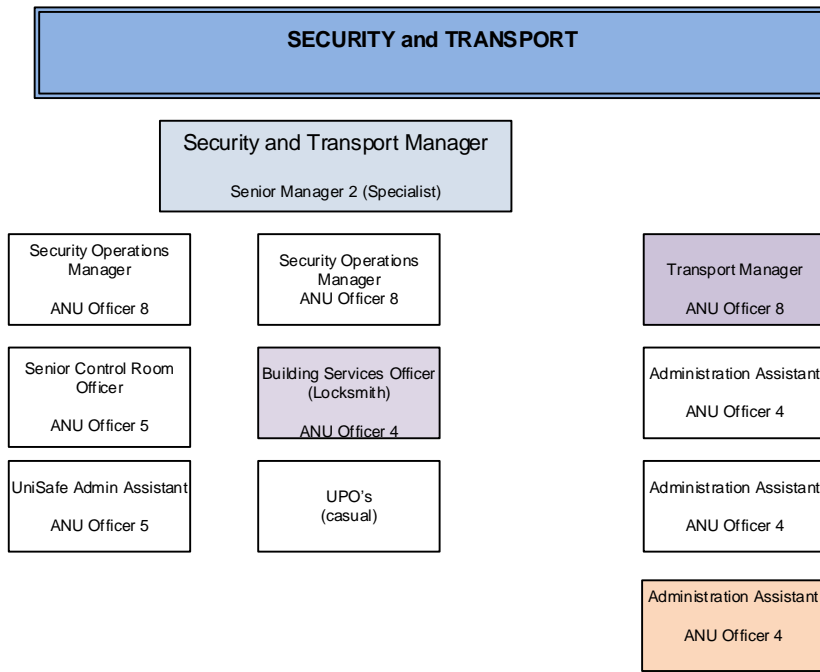 SECURITY and TRANSPORT
Security and Transport Manager
Senior Manager 2 (Specialist)
Security Operations
Manager
ANU Officer 8
Security Operations
Manager
ANU Officer 8
Transport Manager
ANU Officer 8
Senior Control Room
Officer
ANU Officer 5
Building Services Officer
(Locksmith)
ANU Officer 4
Administration Assistant
ANU Officer 4
UniSafe Admin Assistant
ANU Officer 5
UPO's
(casual)
Administration Assistant
ANU Officer 4
Administration Assistant
ANU Officer 4